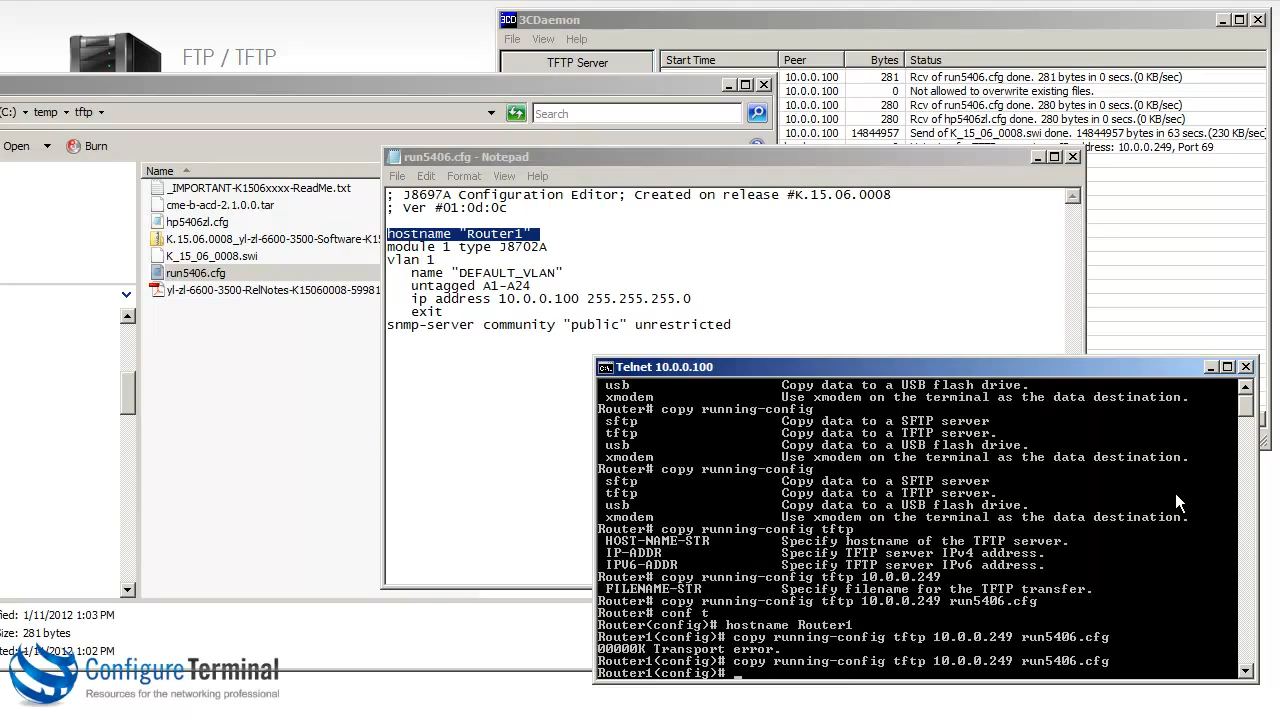 FTP / TFTP
3CDaemon
File View Help
TFTP Server
Start Time Peer Bytes Status
10.0.0.100 281 Rcv of run5406.cfg done. 281 bytes in 0 secs.(0 KB/sec)
10.0.0.100 0 Not allowed to overwrite existing files.
10.0.0.100 280 Rcv of run5406.cfg done. 280 bytes in 0 secs.(0 KB/sec)
10.0.0.100 280 Rcv of hp5406zl.cfg done. 280 bytes in 0 secs.(0 KB/sec)
10.0.0.100 14844957 Send of K_15_06_0008.swi done. 14844957 bytes in 63 secs.(230 KB/sec)
IP address: 10.0.0.249, Port 69
(C:) temp tftp
Search
Open Burn
Name
_IMPORTANT-K1506xxxx-ReadMe.txt
cme-b-acd-2.1.0.0.tar
hp5406zl.cfg
K.15.06.0008_yl-zl-6600-3500-Software-K15
K_15_06_0008.swi
run5406.cfg
yl-zl-6600-3500-RelNotes-K15060008-59981
run5406.cfg - Notepad
File Edit Format View Help
; J8697A Configuration Editor; Created on release #K.15.06.0008
; Ver #01:0d:0c
hostname "Router1"
module 1 type J8702A
vlan 1
name "DEFAULT_VLAN"
untagged A1-A24
ip address 10.0.0.100 255.255.255.0
exit
snmp-server community "public" unrestricted
Telnet 10.0.0.100
usb Copy data to a USB flash drive.
xmodem Use xmodem on the terminal as the data destination.
Router# copy running-config
sftp Copy data to a SFTP server
tftp Copy data to a TFTP server.
usb Copy data to a USB flash drive.
xmodem Use xmodem on the terminal as the data destination.
Router# copy running-config
sftp Copy data to a SFTP server
tftp Copy data to a TFTP server.
usb Copy data to a USB flash drive.
xmodem Use xmodem on the terminal as the data destination.
Router# copy running-config tftp
HOST-NAME-STR Specify hostname of the TFTP server.
IP-ADDR Specify TFTP server IPv4 address.
IPV6-ADDR Specify TFTP server IPv6 address.
Router# copy running-config tftp 10.0.0.249
FILENAME-STR Specify filename for the TFTP transfer.
Router# copy running-config tftp 10.0.0.249 run5406.cfg
Router# conf t
Router(config)# hostname Router1
Router1(config)# copy running-config tftp 10.0.0.249 run5406.cfg
00000K Transport error.
Router1(config)# copy running-config tftp 10.0.0.249 run5406.cfg
Router1(config)# _
fied: 1/11/2012 1:03 PM
Size: 281 bytes
ated: 1/11/2012 1:02 PM
ConfigureTerminal
Resources for the networking professional